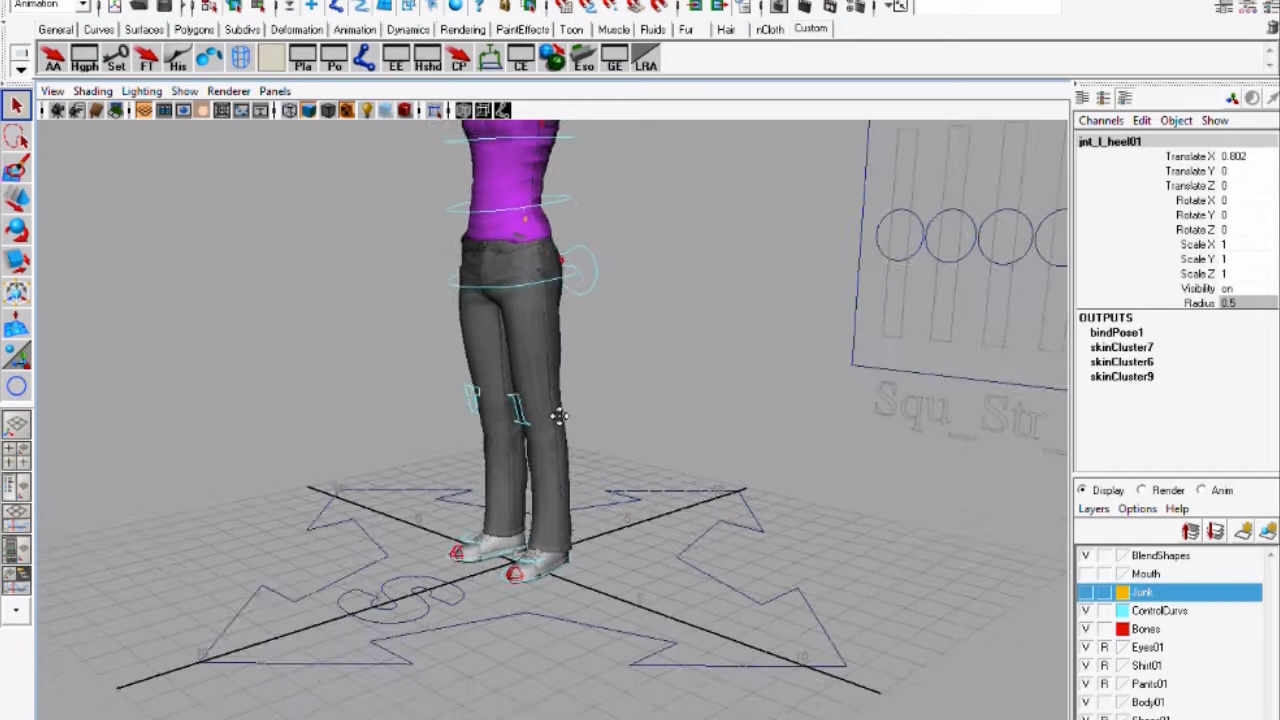 Animation
General Curves Surfaces Polygons Subdivs Deformation Animation Dynamics Rendering PaintEffects Toon Muscle Fluids Fur Hair nCloth Custom
AA Hgph Set FT His Pla Po EE Hshd CP CE Eso GE LRA
View Shading Lighting Show Renderer Panels
Channels Edit Object Show
jnt_l_heel01
Translate X 0.802
Translate Y 0
Translate Z 0
Rotate X 0
Rotate Y 0
Rotate Z 0
Scale X 1
Scale Y 1
Scale Z 1
Visibility on
Radius 0.5
OUTPUTS
bindPose1
skinCluster7
skinCluster6
skinCluster9
Squ_Str_
Display Render Anim
Layers Options Help
V BlendShapes
Mouth
Junk
V ControlCurve
V Bones
V R Eyes01
V R Shirt01
V R Pants01
V Body01